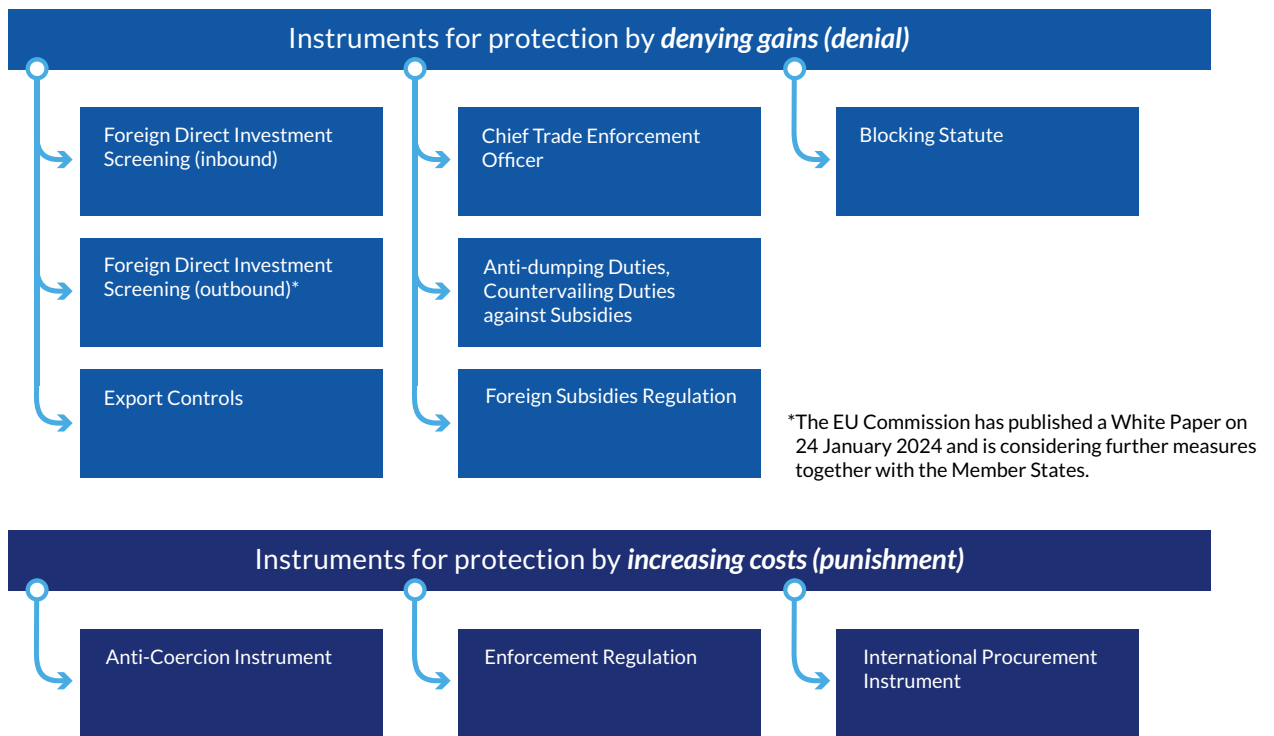 Instruments for protection by denying gains (denial)
Foreign Direct Investment
Screening (inbound)
Chief Trade Enforcement
Officer
Blocking Statute
Foreign Direct Investment
Screening (outbound)*
Anti-dumping Duties,
Countervailing Duties
against Subsidies
Export Controls
Foreign Subsidies Regulation
*The EU Commission has published a White Paper on
24 January 2024 and is considering further measures
together with the Member States.
Instruments for protection by increasing costs (punishment)
Anti-Coercion Instrument
Enforcement Regulation
International Procurement
Instrument